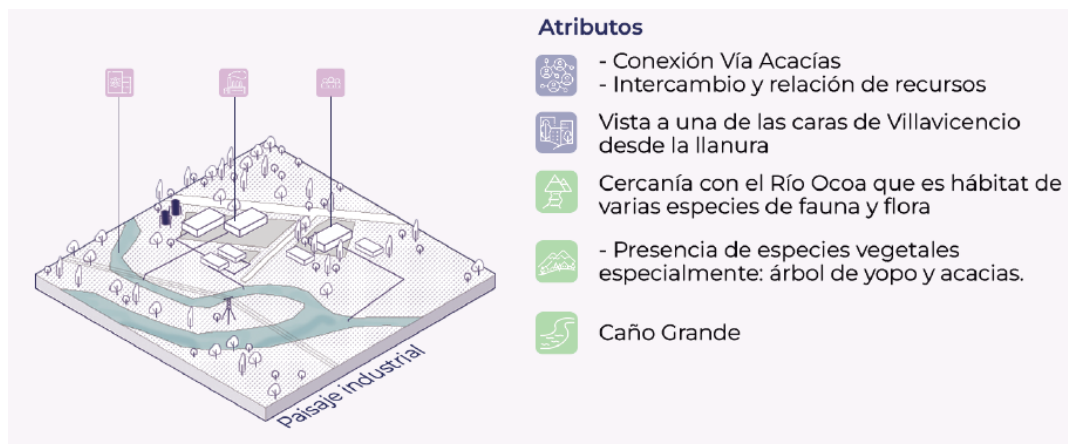 Atributos
- Conexión Vía Acacías
- Intercambio y relación de recursos
Vista a una de las caras de Villavicencio
desde la llanura
Cercanía con el Río Ocoa que es hábitat de
varias especies de fauna y flora
- Presencia de especies vegetales
especialmente: árbol de yopo y acacias.
Caño Grande
Paisaje industrial